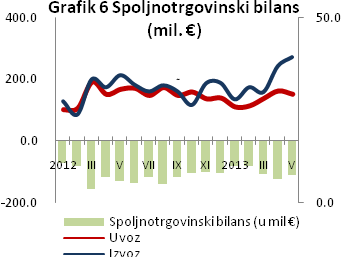 Grafik 6 Spoljnotrgovinski bilans
(mil. €)
400.0
50.0
200.0
-
0.0
2012 III V VII IX XI 2013 III V
-200.0
0.0
Spoljnotrgovinski bilans (u mil €)
Uvoz
Izvoz